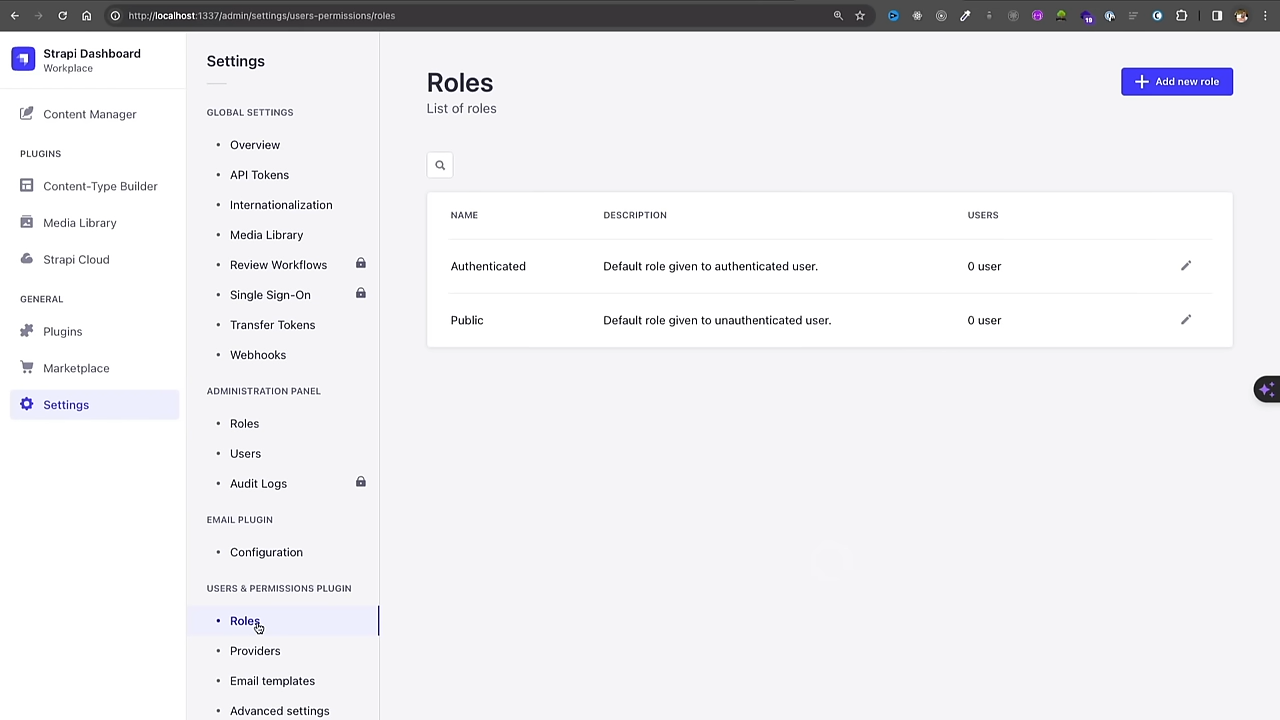 http://localhost:1337/admin/settings/users-permissions/roles
19
Strapi Dashboard
Workplace
Content Manager
PLUGINS
Content-Type Builder
Media Library
Strapi Cloud
GENERAL
Plugins
Marketplace
Settings
Settings
GLOBAL SETTINGS
Overview
API Tokens
Internationalization
Media Library
Review Workflows
Single Sign-On
Transfer Tokens
Webhooks
ADMINISTRATION PANEL
Roles
Users
Audit Logs
EMAIL PLUGIN
Configuration
USERS & PERMISSIONS PLUGIN
Roles
Providers
Email templates
Advanced settings
Roles
List of roles
Add new role
NAME DESCRIPTION USERS
Authenticated Default role given to authenticated user. 0 user
Public Default role given to unauthenticated user. 0 user